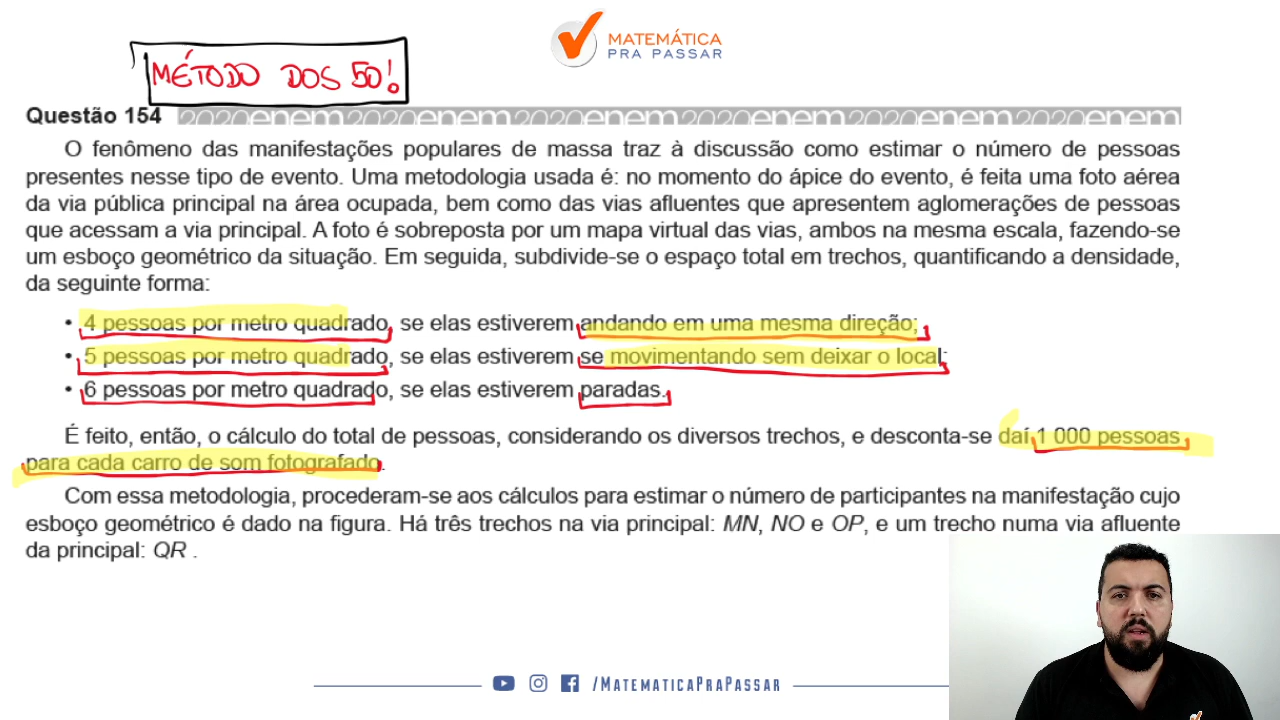 MATEMÁTICA
PRA PASSAR
MÉTODO DOS 50!
Questão 154
2020enem2020enem2020enem2020enem2020enem2020enem
O fenômeno das manifestações populares de massa traz à discussão como estimar o número de pessoas
presentes nesse tipo de evento. Uma metodologia usada é: no momento do ápice do evento, é feita uma foto aérea
da via pública principal na área ocupada, bem como das vias afluentes que apresentem aglomerações de pessoas
que acessam a via principal. A foto é sobreposta por um mapa virtual das vias, ambos na mesma escala, fazendo-se
um esboço geométrico da situação. Em seguida, subdivide-se o espaço total em trechos, quantificando a densidade,
da seguinte forma:
• 4 pessoas por metro quadrado, se elas estiverem andando em uma mesma direção;
• 5 pessoas por metro quadrado, se elas estiverem se movimentando sem deixar o local;
• 6 pessoas por metro quadrado, se elas estiverem paradas.
É feito, então, o cálculo do total de pessoas, considerando os diversos trechos, e desconta-se daí 1 000 pessoas
para cada carro de som fotografado.
Com essa metodologia, procederam-se aos cálculos para estimar o número de participantes na manifestação cujo
esboço geométrico é dado na figura. Há três trechos na via principal: MN, NO e OP, e um trecho numa via afluente
da principal: QR .
/MATEMATICAPRAPASSAR